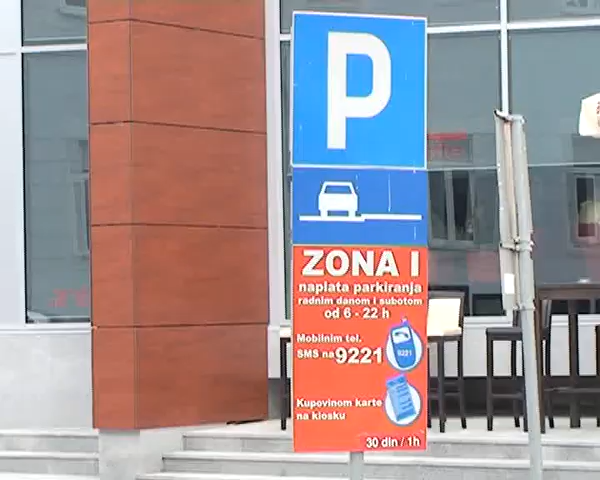 P
ZONA I
naplata parkiranja
radnim danom i subotom
od 6 - 22 h
Mobilnim tel.
SMS na 9221
9221
Kupovinom karte
na kiosku
30 din / 1h